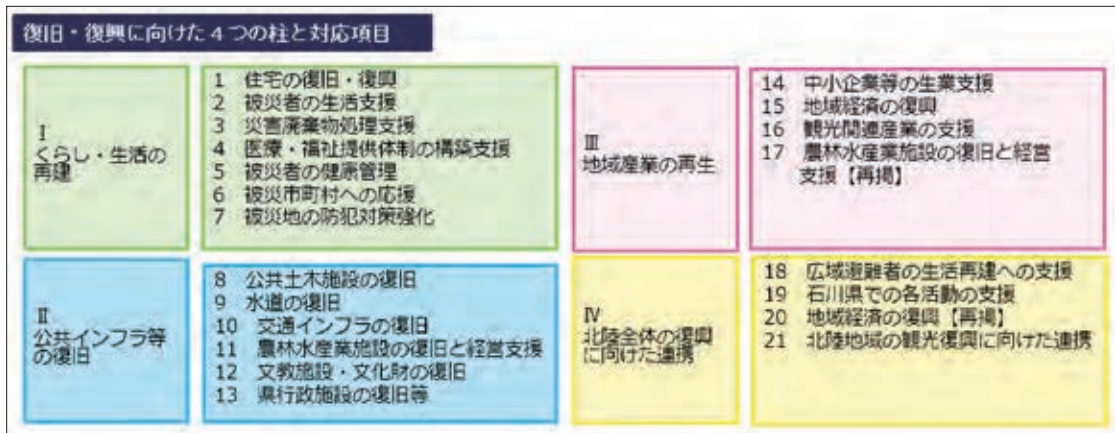 復旧・復興に向けた４つの柱と対応項目
Ⅰ
くらし・生活の
再建
1 住宅の復旧・復興
2 被災者の生活支援
3 災害廃棄物処理支援
4 医療・福祉提供体制の構築支援
5 被災者の健康管理
6 被災市町村への応援
7 被災地の防犯対策強化
Ⅱ
公共インフラ等
の復旧
8 公共土木施設の復旧
9 水道の復旧
10 交通インフラの復旧
11 農林水産業施設の復旧と経営支援
12 文教施設・文化財の復旧
13 県行政施設の復旧等
Ⅲ
地域産業の再生
14 中小企業等の生業支援
15 地域経済の復興
16 観光関連産業の支援
17 農林水産業施設の復旧と経営
支援【再掲】
Ⅳ
北陸全体の復興
に向けた連携
18 広域避難者の生活再建への支援
19 石川県での各活動の支援
20 地域経済の復興【再掲】
21 北陸地域の観光復興に向けた連携